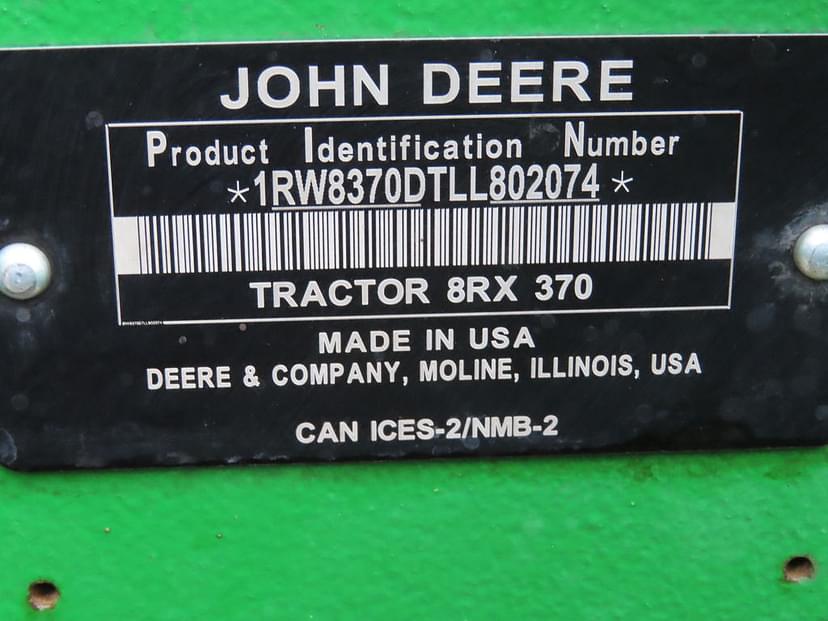 JOHN DEERE
Product Identification Number
*1RW8370DTLL802074*
TRACTOR 8RX 370
MADE IN USA
DEERE & COMPANY, MOLINE, ILLINOIS, USA
CAN ICES-2/NMB-2